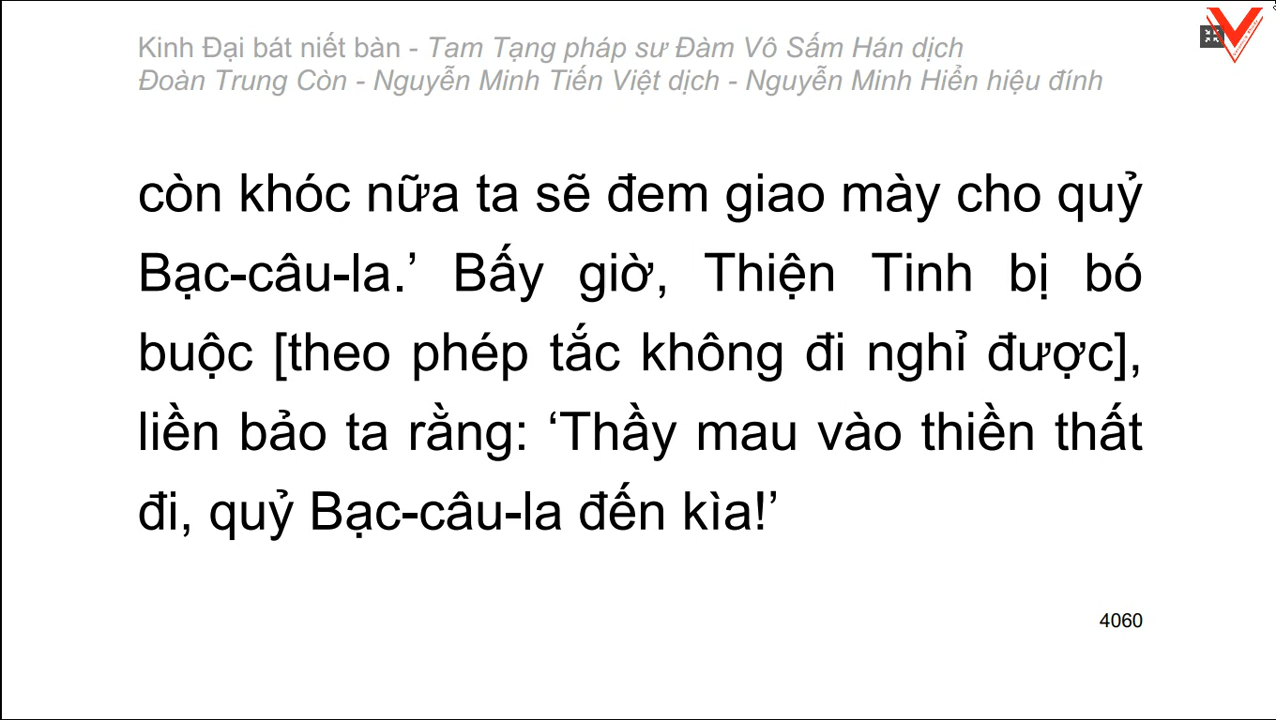 Kinh Đại bát niết bàn - Tam Tạng pháp sư Đàm Vô Sấm Hán dịch
Đoàn Trung Còn - Nguyễn Minh Tiến Việt dịch - Nguyễn Minh Hiển hiệu đính
còn khóc nữa ta sẽ đem giao mày cho quỷ
Bạc-câu-la.’ Bấy giờ, Thiện Tinh bị bó
buộc [theo phép tắc không đi nghỉ được],
liền bảo ta rằng: ‘Thầy mau vào thiền thất
đi, quỷ Bạc-câu-la đến kìa!’
4060